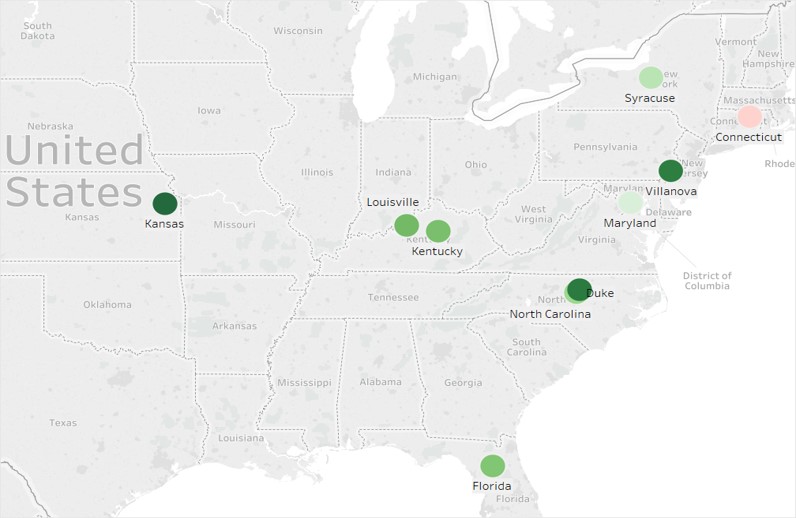 South
Dakota
Wisconsin
Vermont
New
Hampshire
Michigan
New
York
Syracuse
Massachusetts
Connecticut
Connecticut
Rhode
Iowa
Nebraska
United
States
Pennsylvania
Illinois
Indiana
Ohio
New
Jersey
Villanova
Maryland
Maryland
Delaware
Kansas
Kansas
Missouri
Louisville
West
Virginia
Virginia
Kentucky
Kentucky
District of
Columbia
Tennessee
North
Duke
North Carolina
Oklahoma
Arkansas
South
Carolina
Mississippi
Alabama
Georgia
Texas
Louisiana
Florida
Florida